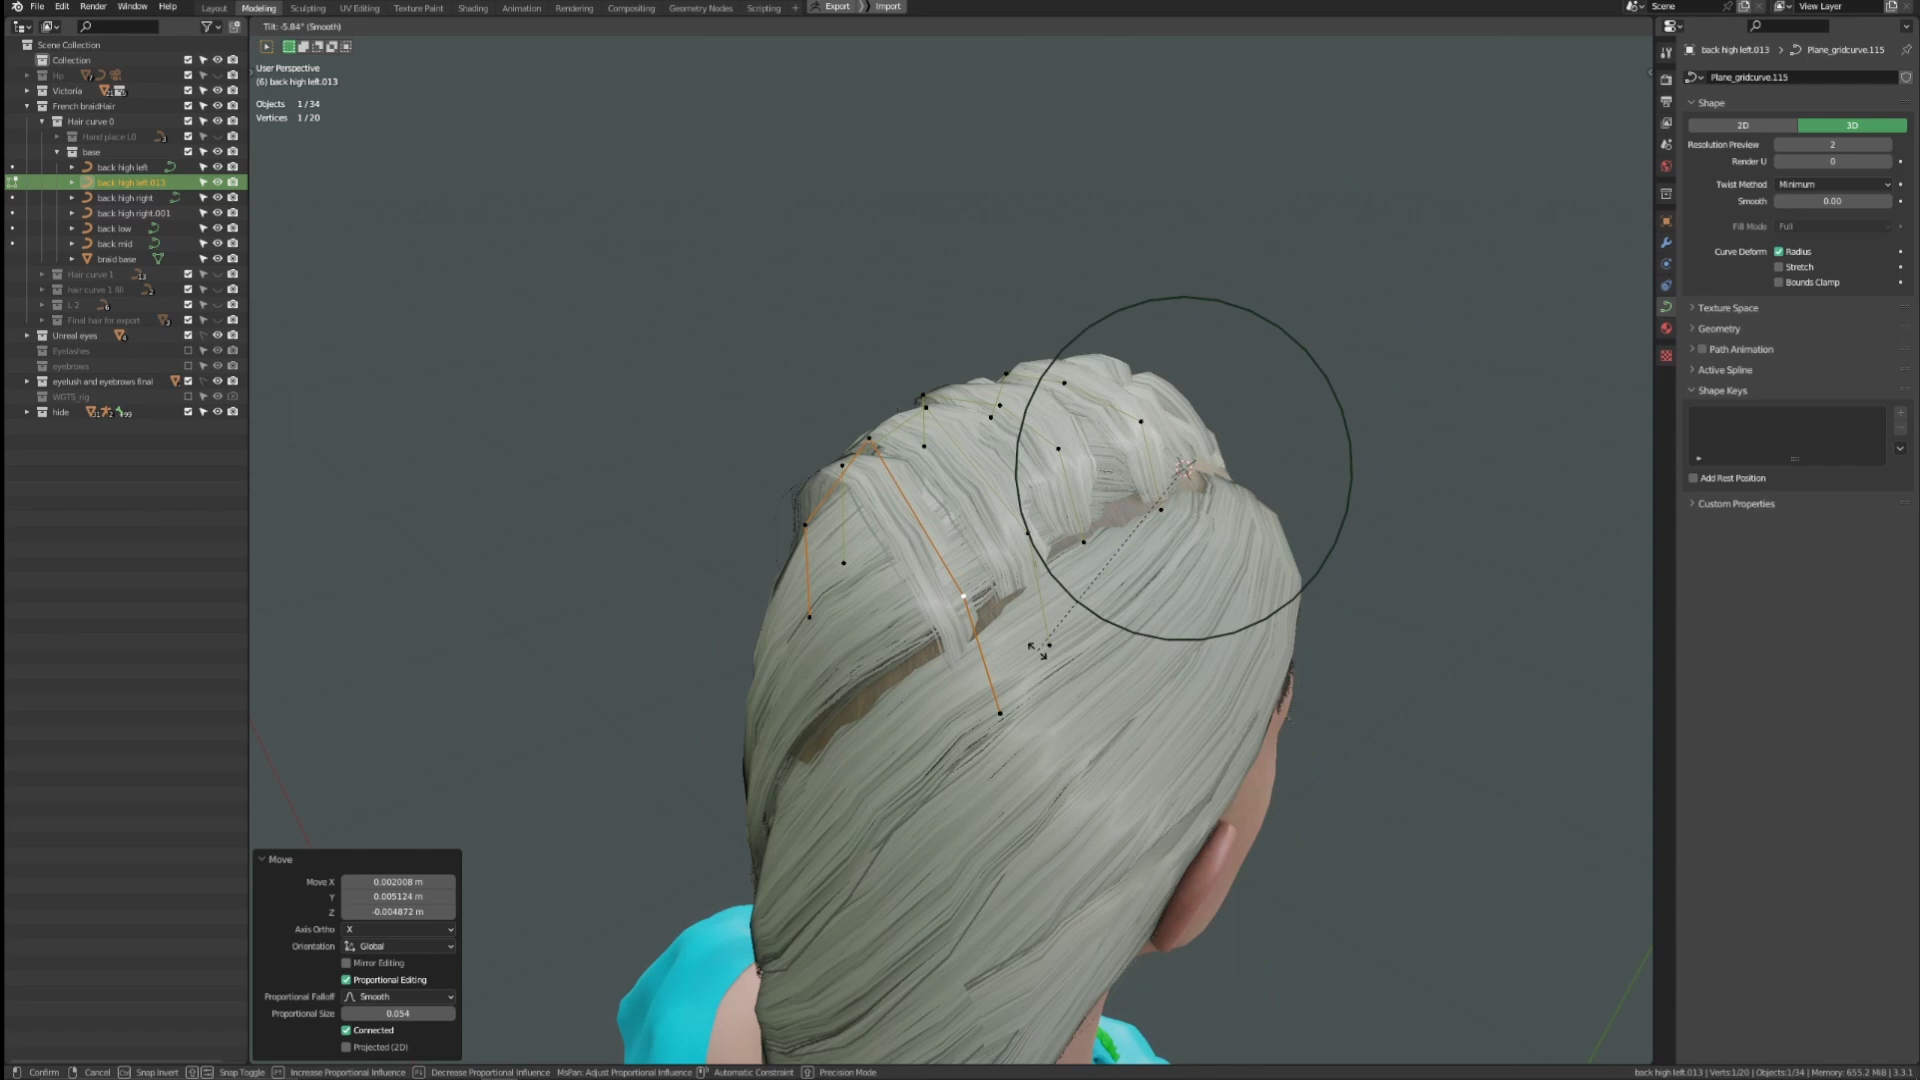 File Edit Render Window Help
Layout Modeling Sculpting UV Editing Texture Paint Shading Animation Rendering Compositing Geometry Nodes Scripting + Export Import
Scene
View Layer
Tilt: -5.84° (Smooth)
User Perspective
(6) back high left.013
Objects 1/34
Vertices 1/20
Scene Collection
Collection
Hp
Victoria
French braidHair
Hair curve 0
Hand place L0
base
back high left
back high left.013
back high right
back high right.001
back low
back mid
braid base
Hair curve 1
hair curve 1 fill
L 2
Final hair for export
Unreal eyes
Eyelashes
eyebrows
eyelush and eyebrows final
WGTS_rig
hide
back high left.013 Plane_gridcurve.115
Plane_gridcurve.115
Shape
2D 3D
Resolution Preview 2
Render U 0
Twist Method Minimum
Smooth 0.00
Fill Mode Full
Curve Deform Radius
Stretch
Bounds Clamp
Texture Space
Geometry
Path Animation
Active Spline
Shape Keys
Add Rest Position
Custom Properties
Move
Move X 0.002008 m
Y 0.005124 m
Z -0.004872 m
Axis Ortho X
Orientation Global
Mirror Editing
Proportional Editing
Proportional Falloff Smooth
Proportional Size 0.054
Connected
Projected (2D)
Confirm Cancel Snap Invert Snap Toggle Increase Proportional Influence Decrease Proportional Influence MsPan: Adjust Proportional Influence Automatic Constraint Precision Mode
back high left.013 | Verts:1/20 | Objects:1/34 | Memory: 655.2 MiB | 3.3.1